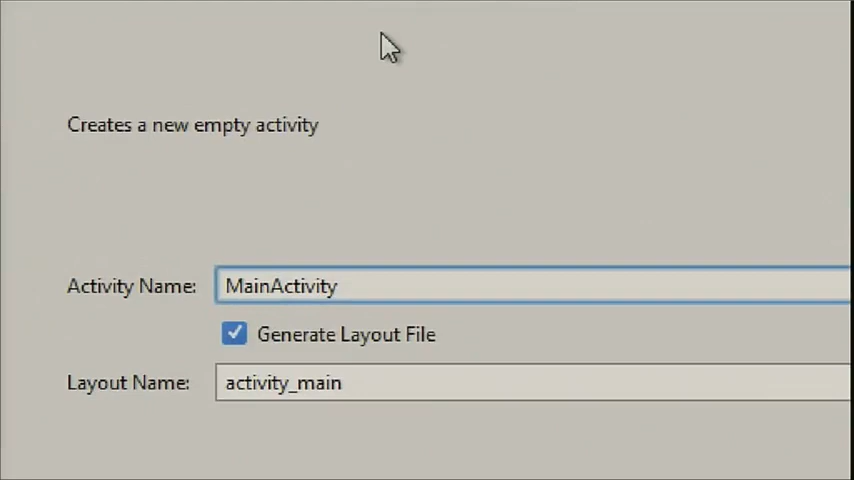 Creates a new empty activity
Activity Name: MainActivity
Generate Layout File
Layout Name: activity_main